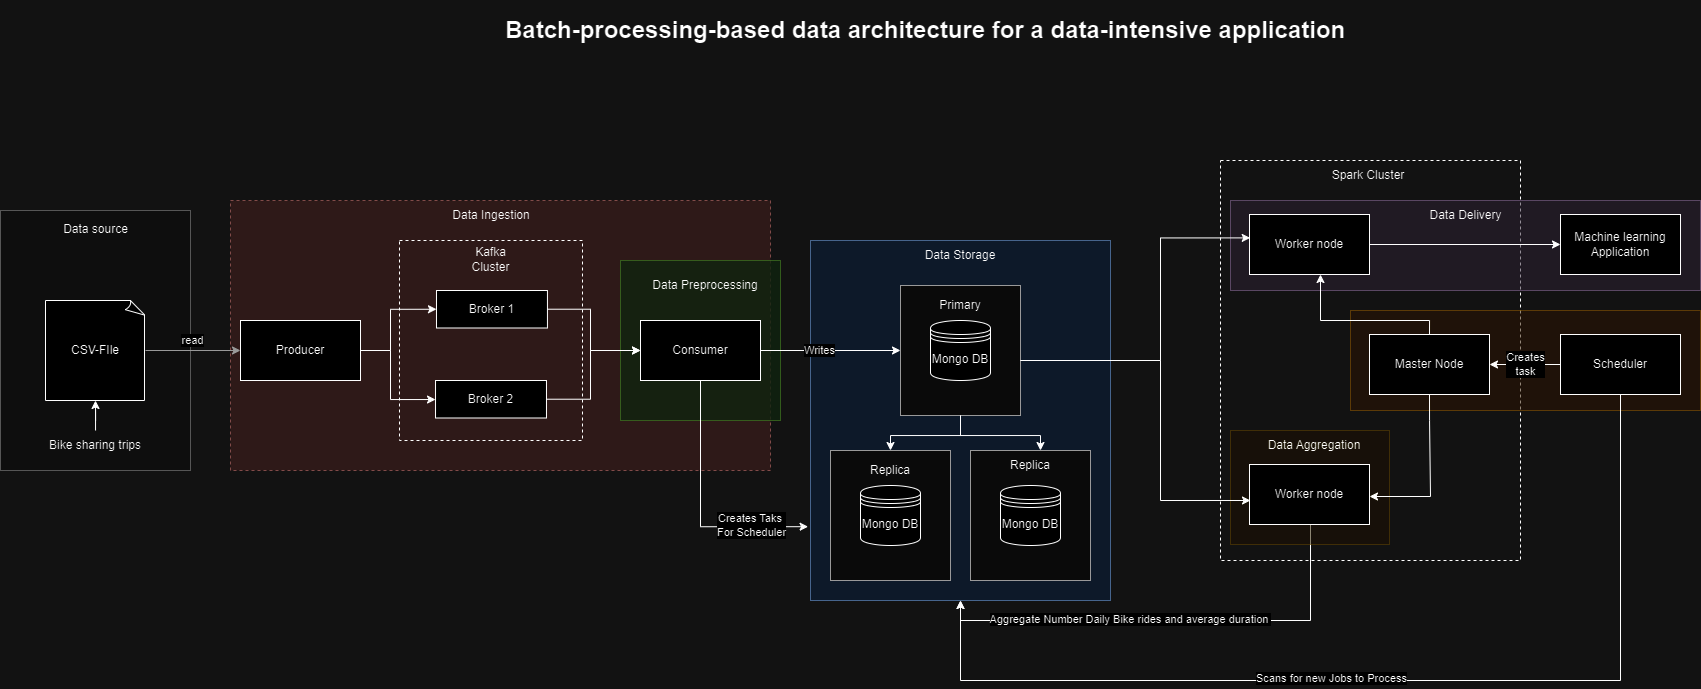 Batch-processing-based data architecture for a data-intensive application
Data source
CSV-FIle
Bike sharing trips
read
Data Ingestion
Producer
Kafka
Cluster
Broker 1
Broker 2
Data Preprocessing
Consumer
Writes
Creates Taks
For Scheduler
Data Storage
Primary
Mongo DB
Replica
Mongo DB
Replica
Mongo DB
Spark Cluster
Data Delivery
Worker node
Machine learning
Application
Master Node
Creates
task
Scheduler
Data Aggregation
Worker node
Aggregate Number Daily Bike rides and average duration
Scans for new Jobs to Process